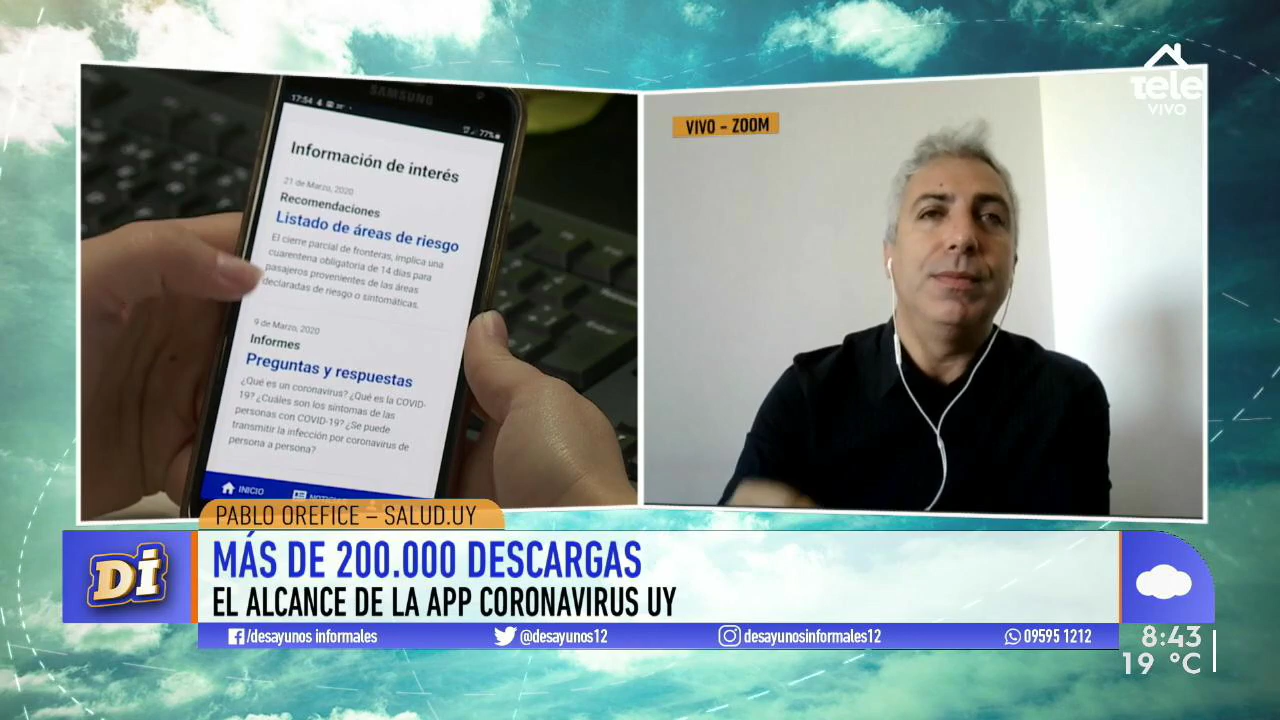 tele
VIVO
VIVO - ZOOM
SAMSUNG
17:54
77%
Información de interés
21 de Marzo, 2020
Recomendaciones
Listado de áreas de riesgo
El cierre parcial de fronteras, implica una
cuarentena obligatoria de 14 días para
pasajeros provenientes de las áreas
declaradas de riesgo o sintomáticas.
9 de Marzo, 2020
Informes
Preguntas y respuestas
¿Qué es un coronavirus? ¿Qué es la COVID-
19? ¿Cuáles son los síntomas de las
personas con COVID-19? ¿Se puede
transmitir la infección por coronavirus de
persona a persona?
INICIO
PABLO OREFICE – SALUD.UY
Di
MÁS DE 200.000 DESCARGAS
EL ALCANCE DE LA APP CORONAVIRUS UY
/desayunos informales
@desayunos12
desayunosinformales12
09595 1212
8:43
19 °C